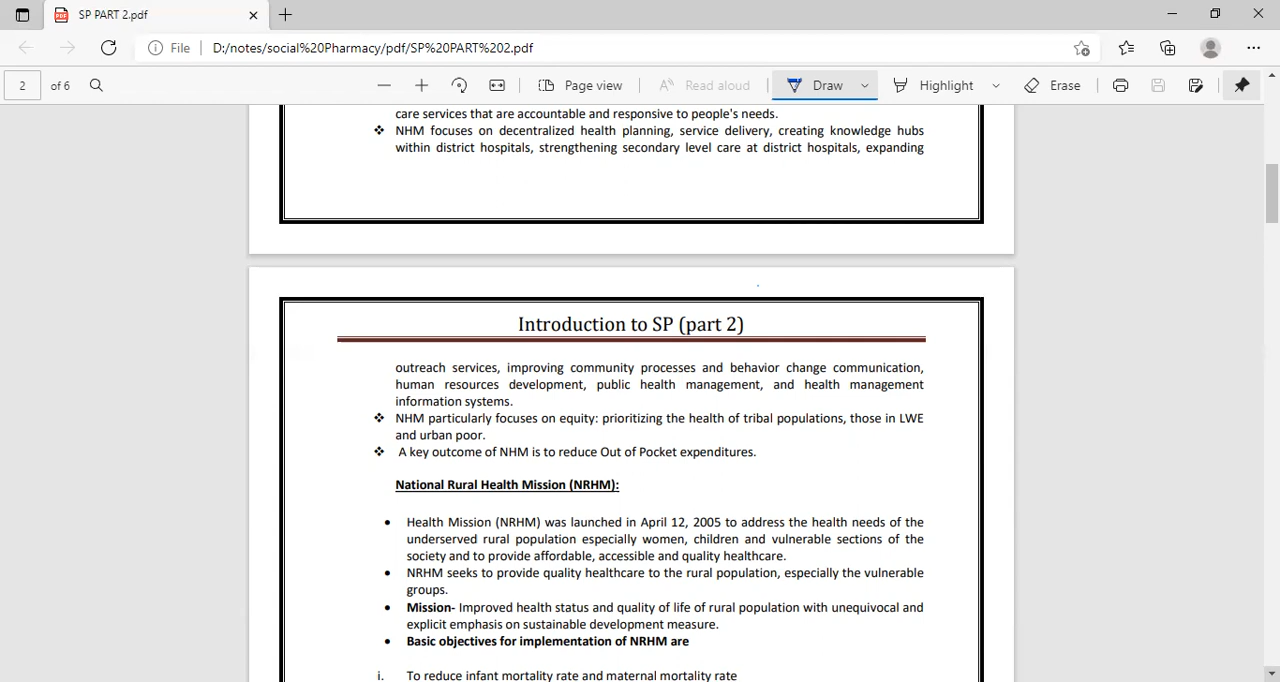 SP PART 2.pdf
File
D:/notes/social%20Pharmacy/pdf/SP%20PART%202.pdf
2 of 6
Page view
Read aloud
Draw
Highlight
Erase
care services that are accountable and responsive to people's needs.
❖ NHM focuses on decentralized health planning, service delivery, creating knowledge hubs
within district hospitals, strengthening secondary level care at district hospitals, expanding
Introduction to SP (part 2)
outreach services, improving community processes and behavior change communication,
human resources development, public health management, and health management
information systems.
❖ NHM particularly focuses on equity: prioritizing the health of tribal populations, those in LWE
and urban poor.
❖ A key outcome of NHM is to reduce Out of Pocket expenditures.
National Rural Health Mission (NRHM):
• Health Mission (NRHM) was launched in April 12, 2005 to address the health needs of the
underserved rural population especially women, children and vulnerable sections of the
society and to provide affordable, accessible and quality healthcare.
• NRHM seeks to provide quality healthcare to the rural population, especially the vulnerable
groups.
• Mission- Improved health status and quality of life of rural population with unequivocal and
explicit emphasis on sustainable development measure.
• Basic objectives for implementation of NRHM are
i. To reduce infant mortality rate and maternal mortality rate